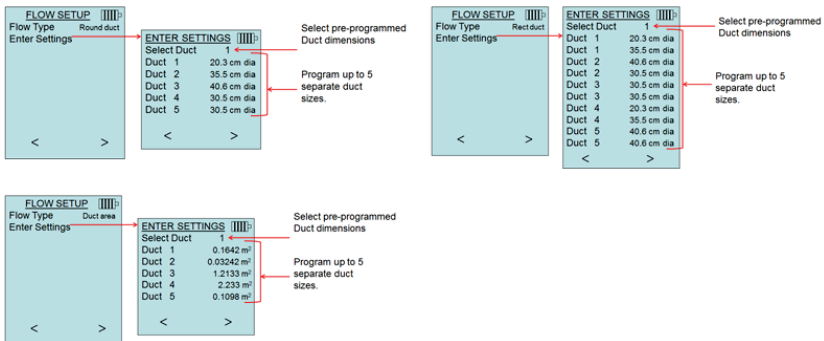 FLOW SETUP
Flow Type Round duct
Enter Settings
<
>
ENTER SETTINGS
Select Duct 1
Duct 1 20.3 cm dia
Duct 2 35.5 cm dia
Duct 3 40.6 cm dia
Duct 4 30.5 cm dia
Duct 5 30.5 cm dia
<
>
Select pre-programmed
Duct dimensions
Program up to 5
separate duct
sizes.
FLOW SETUP
Flow Type Rect duct
Enter Settings
<
>
ENTER SETTINGS
Select Duct 1
Duct 1 20.3 cm dia
Duct 1 35.5 cm dia
Duct 2 40.6 cm dia
Duct 2 30.5 cm dia
Duct 3 30.5 cm dia
Duct 3 30.5 cm dia
Duct 4 20.3 cm dia
Duct 4 35.5 cm dia
Duct 5 40.6 cm dia
Duct 5 40.6 cm dia
<
>
Select pre-programmed
Duct dimensions
Program up to 5
separate duct
sizes.
FLOW SETUP
Flow Type Duct area
Enter Settings
<
>
ENTER SETTINGS
Select Duct 1
Duct 1 0.1642 m²
Duct 2 0.03242 m²
Duct 3 1.2133 m²
Duct 4 2.233 m²
Duct 5 0.1098 m²
<
>
Select pre-programmed
Duct dimensions
Program up to 5
separate duct
sizes.